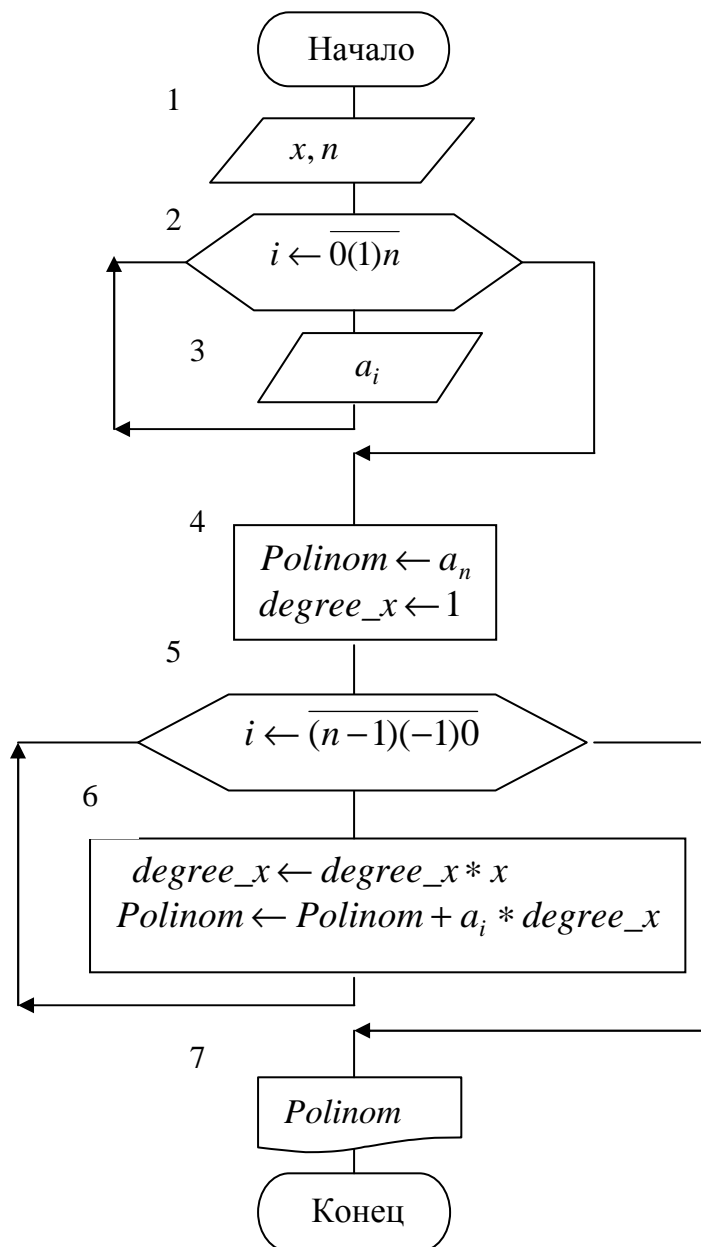 Начало
1
x, n
2
i ← 0(1)n
3
a_i
4
Polinom ← a_n
degree_x ← 1
5
i ← (n − 1)(−1)0
6
degree_x ← degree_x * x
Polinom ← Polinom + a_i * degree_x
7
Polinom
Конец